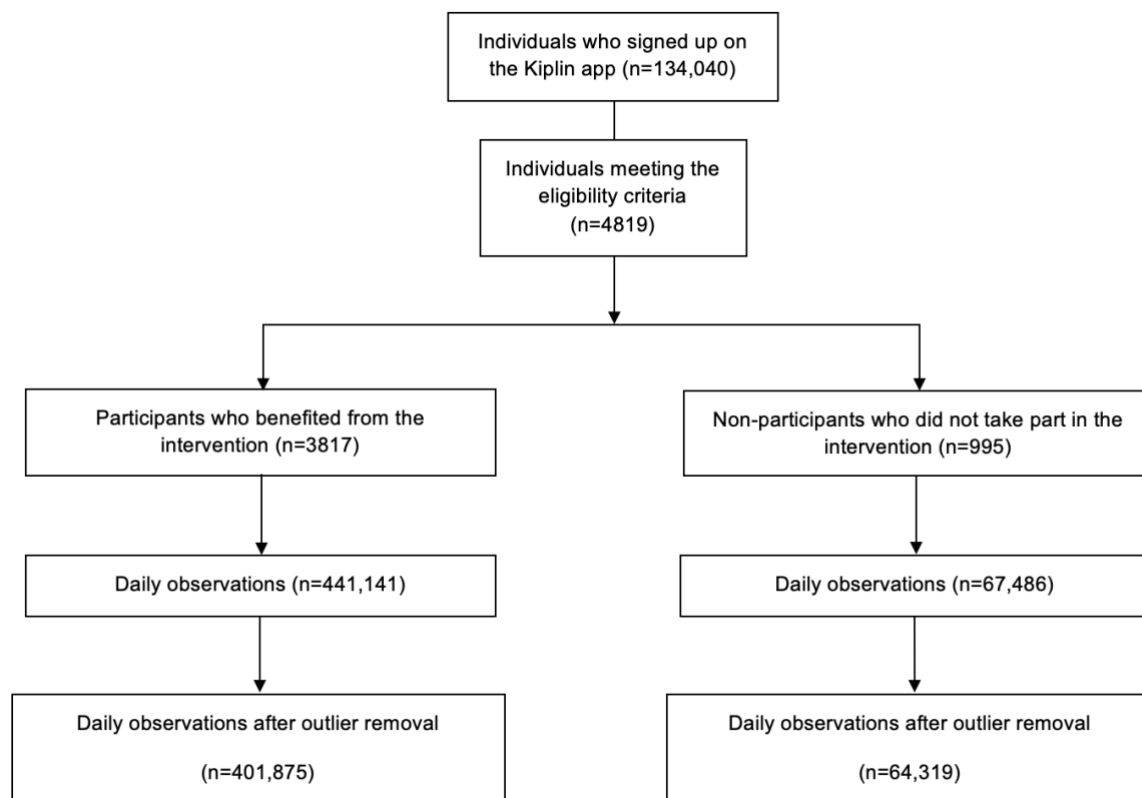 Individuals who signed up on
the Kiplin app (n=134,040)
Individuals meeting the
eligibility criteria
(n=4819)
Participants who benefited from the
intervention (n=3817)
Non-participants who did not take part in the
intervention (n=995)
Daily observations (n=441,141)
Daily observations (n=67,486)
Daily observations after outlier removal
(n=401,875)
Daily observations after outlier removal
(n=64,319)